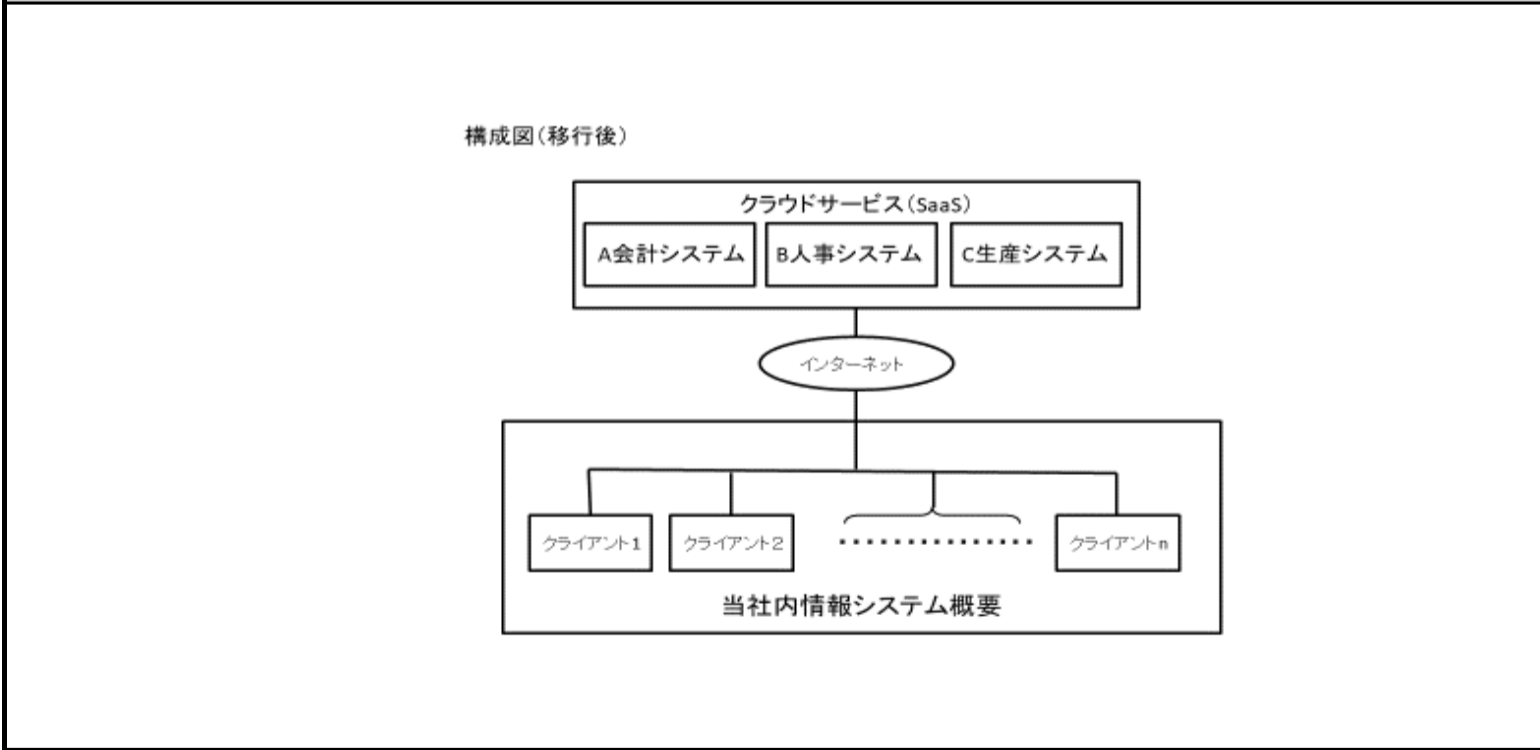 構成図(移行後)
クラウドサービス(SaaS)
A会計システム
B人事システム
C生産システム
インターネット
クライアント1
クライアント2
クライアントn
当社内情報システム概要